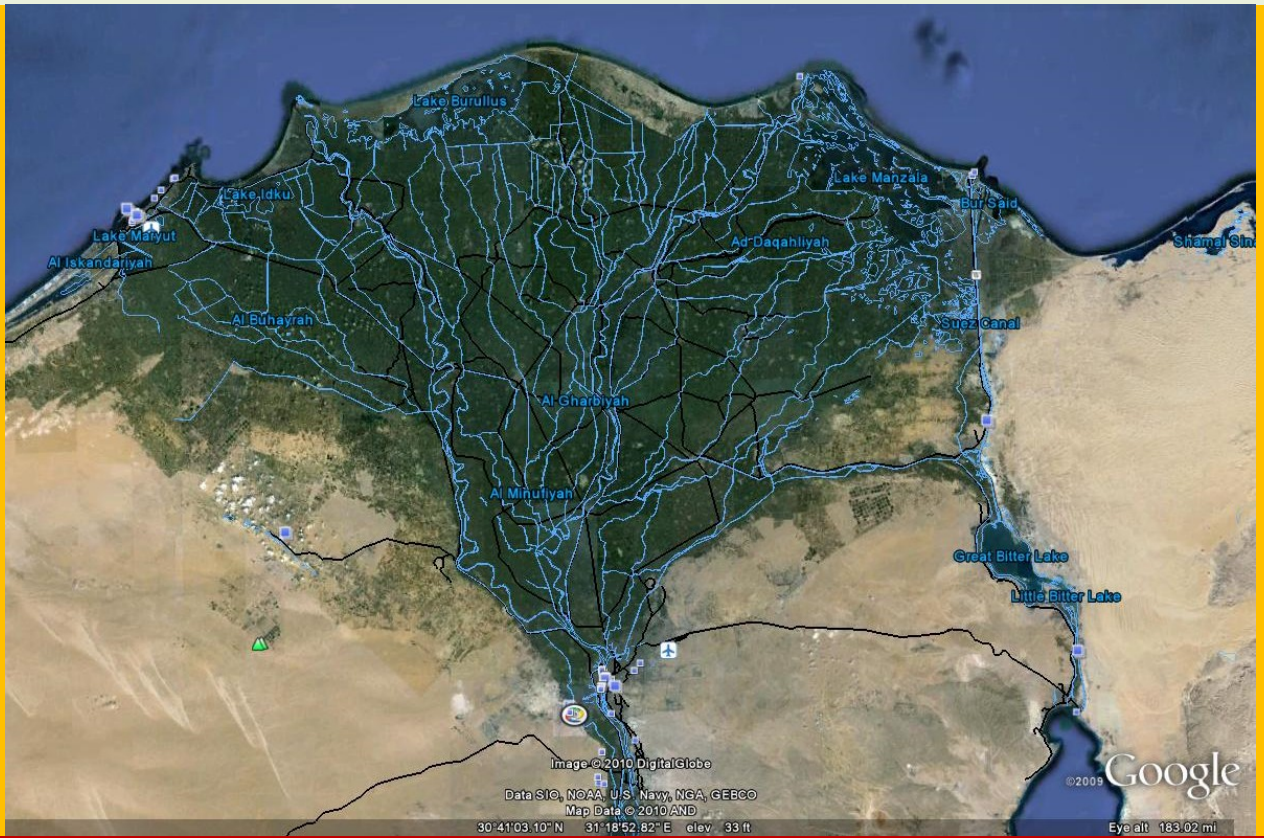 Lake Burullus
Lake Manzala
Lake Idku
Bur Said
Lake Maryut
Ad Daqahliyah
Shamal Sin
Al Iskandariyah
Al Buhayrah
Suez Canal
Al Gharbiyah
Al Minufiyah
Great Bitter Lake
Little Bitter Lake
Image © 2010 DigitalGlobe
©2009 Google
Data SIO, NOAA, U.S. Navy, NGA, GEBCO
Map Data © 2010 AND
30°41'03.10" N 31°18'52.82" E elev 33 ft
Eye alt 183.02 mi